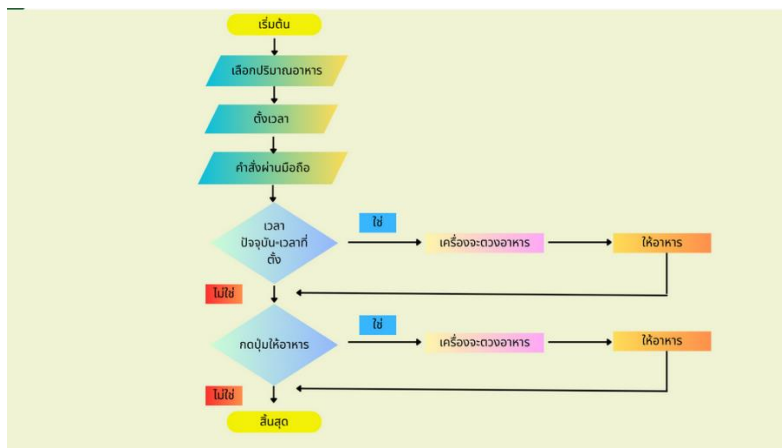 เริ่มต้น
เลือกปริมาณอาหาร
ตั้งเวลา
คำสั่งผ่านมือถือ
เวลา
ปัจจุบัน-เวลาที่
ตั้ง
ใช่
เครื่องจะตวงอาหาร
ให้อาหาร
ไม่ใช่
กดปุ่มให้อาหาร
ใช่
เครื่องจะตวงอาหาร
ให้อาหาร
ไม่ใช่
สิ้นสุด